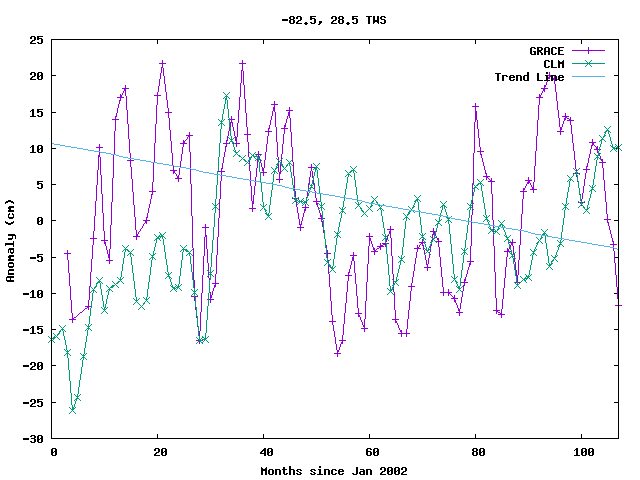 -82.5, 28.5 TWS
GRACE
CLM
Trend Line
25
20
15
10
5
0
-5
-10
-15
-20
-25
-30
Anomaly (cm)
0 20 40 60 80 100
Months since Jan 2002